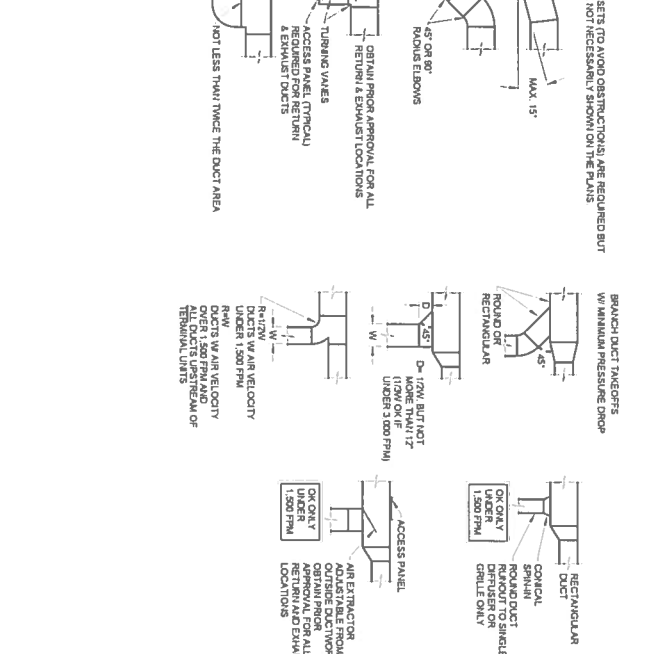 SETS (TO AVOID OBSTRUCTIONS) ARE REQUIRED BUT
NOT NECESSARILY SHOWN ON THE PLANS
MAX. 15°
45° OR 90°
RADIUS ELBOWS
OBTAIN PRIOR APPROVAL FOR ALL
RETURN & EXHAUST LOCATIONS
TURNING VANES
ACCESS PANEL (TYPICAL)
REQUIRED FOR RETURN
& EXHAUST DUCTS
NOT LESS THAN TWICE THE DUCT AREA
BRANCH DUCT TAKEOFFS
W/ MINIMUM PRESSURE DROP
45°
ROUND OR
RECTANGULAR
D
45°
W
D= 1/2W, BUT NOT
MORE THAN 12"
(1/3W OK IF
UNDER 3,000 FPM)
W
R=1/2W
DUCTS W/ AIR VELOCITY
UNDER 1,500 FPM
R=W
DUCTS W/ AIR VELOCITY
OVER 1,500 FPM AND
ALL DUCTS UPSTREAM OF
TERMINAL UNITS
RECTANGULAR
DUCT
CONICAL
SPIN-IN
ROUND DUCT
RUNOUT TO SINGLE
DIFFUSER OR
GRILLE ONLY
OK ONLY
UNDER
1,500 FPM
ACCESS PANEL
AIR EXTRACTOR
ADJUSTABLE FROM
OUTSIDE DUCTWOR
OBTAIN PRIOR
APPROVAL FOR ALL
RETURN AND EXHA
LOCATIONS
OK ONLY
UNDER
1,500 FPM